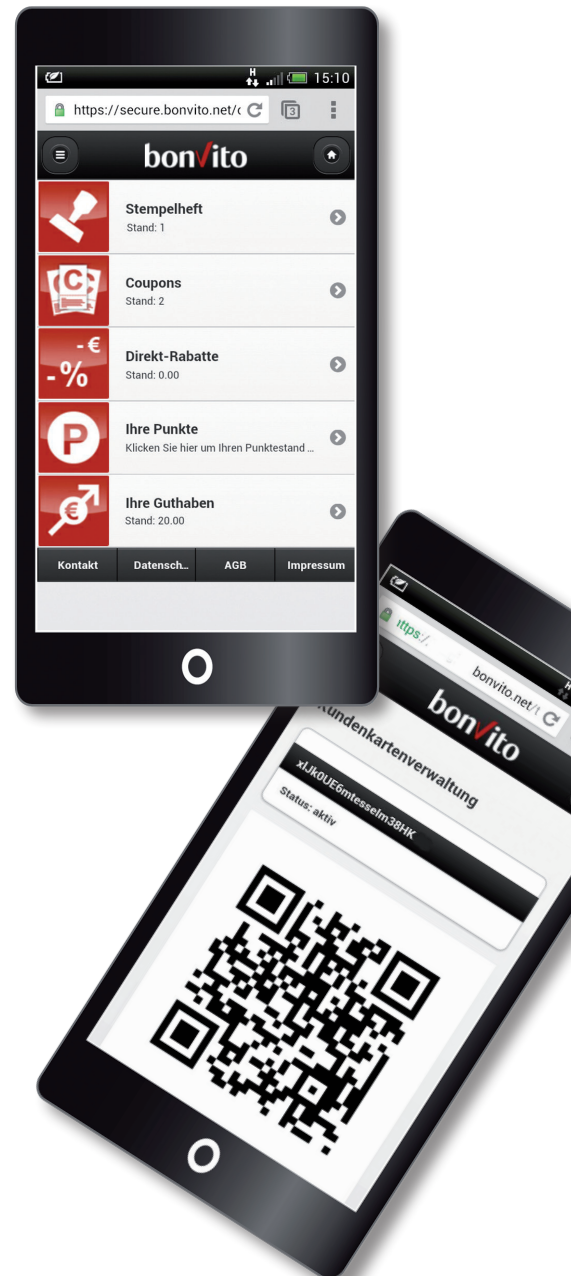 H
15:10
https://secure.bonvito.net/c
3
bonvito
Stempelheft
Stand: 1
C
Coupons
Stand: 2
- €
-%
Direkt-Rabatte
Stand: 0.00
P
Ihre Punkte
Klicken Sie hier um Ihren Punktestand ...
€
Ihre Guthaben
Stand: 20.00
Kontakt Datensch... AGB Impressum
H
https:/. bonvito.net/t
bonvito
Kundenkartenverwaltung
Status: aktiv